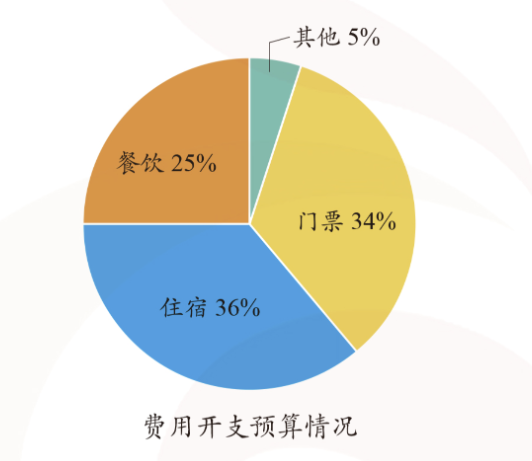 其他 5%
餐饮 25%
门票 34%
住宿 36%
费用开支预算情况